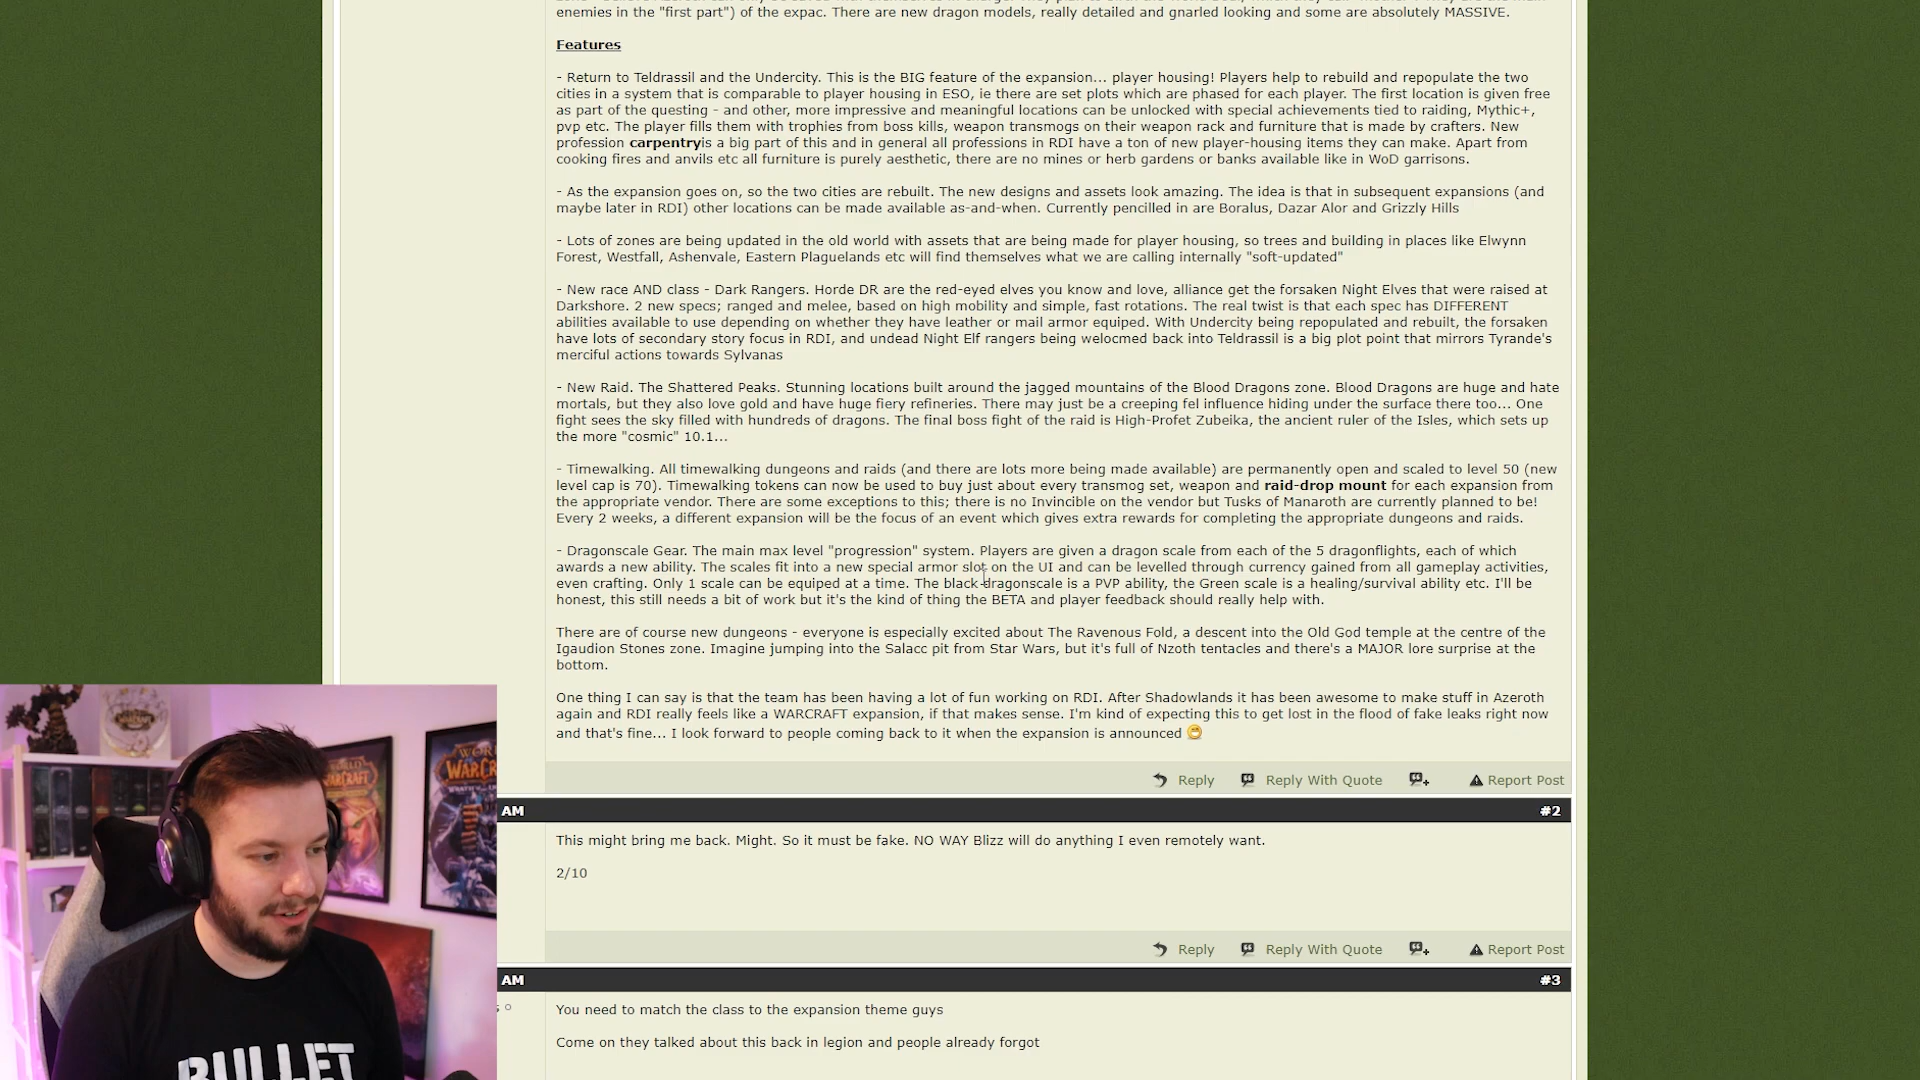 enemies in the "first part") of the expac. There are new dragon models, really detailed and gnarled looking and some are absolutely MASSIVE.
Features
- Return to Teldrassil and the Undercity. This is the BIG feature of the expansion... player housing! Players help to rebuild and repopulate the two
cities in a system that is comparable to player housing in ESO, ie there are set plots which are phased for each player. The first location is given free
as part of the questing - and other, more impressive and meaningful locations can be unlocked with special achievements tied to raiding, Mythic+,
pvp etc. The player fills them with trophies from boss kills, weapon transmogs on their weapon rack and furniture that is made by crafters. New
profession carpentryis a big part of this and in general all professions in RDI have a ton of new player-housing items they can make. Apart from
cooking fires and anvils etc all furniture is purely aesthetic, there are no mines or herb gardens or banks available like in WoD garrisons.
- As the expansion goes on, so the two cities are rebuilt. The new designs and assets look amazing. The idea is that in subsequent expansions (and
maybe later in RDI) other locations can be made available as-and-when. Currently pencilled in are Boralus, Dazar Alor and Grizzly Hills
- Lots of zones are being updated in the old world with assets that are being made for player housing, so trees and building in places like Elwynn
Forest, Westfall, Ashenvale, Eastern Plaguelands etc will find themselves what we are calling internally "soft-updated"
- New race AND class - Dark Rangers. Horde DR are the red-eyed elves you know and love, alliance get the forsaken Night Elves that were raised at
Darkshore. 2 new specs; ranged and melee, based on high mobility and simple, fast rotations. The real twist is that each spec has DIFFERENT
abilities available to use depending on whether they have leather or mail armor equiped. With Undercity being repopulated and rebuilt, the forsaken
have lots of secondary story focus in RDI, and undead Night Elf rangers being welocmed back into Teldrassil is a big plot point that mirrors Tyrande's
merciful actions towards Sylvanas
- New Raid. The Shattered Peaks. Stunning locations built around the jagged mountains of the Blood Dragons zone. Blood Dragons are huge and hate
mortals, but they also love gold and have huge fiery refineries. There may just be a creeping fel influence hiding under the surface there too... One
fight sees the sky filled with hundreds of dragons. The final boss fight of the raid is High-Profet Zubeika, the ancient ruler of the Isles, which sets up
the more "cosmic" 10.1...
- Timewalking. All timewalking dungeons and raids (and there are lots more being made available) are permanently open and scaled to level 50 (new
level cap is 70). Timewalking tokens can now be used to buy just about every transmog set, weapon and raid-drop mount for each expansion from
the appropriate vendor. There are some exceptions to this; there is no Invincible on the vendor but Tusks of Manaroth are currently planned to be!
Every 2 weeks, a different expansion will be the focus of an event which gives extra rewards for completing the appropriate dungeons and raids.
- Dragonscale Gear. The main max level "progression" system. Players are given a dragon scale from each of the 5 dragonflights, each of which
awards a new ability. The scales fit into a new special armor slot on the UI and can be levelled through currency gained from all gameplay activities,
even crafting. Only 1 scale can be equiped at a time. The black dragonscale is a PVP ability, the Green scale is a healing/survival ability etc. I'll be
honest, this still needs a bit of work but it's the kind of thing the BETA and player feedback should really help with.
There are of course new dungeons - everyone is especially excited about The Ravenous Fold, a descent into the Old God temple at the centre of the
Igaudion Stones zone. Imagine jumping into the Salacc pit from Star Wars, but it's full of Nzoth tentacles and there's a MAJOR lore surprise at the
bottom.
One thing I can say is that the team has been having a lot of fun working on RDI. After Shadowlands it has been awesome to make stuff in Azeroth
again and RDI really feels like a WARCRAFT expansion, if that makes sense. I'm kind of expecting this to get lost in the flood of fake leaks right now
and that's fine... I look forward to people coming back to it when the expansion is announced
Reply Reply With Quote Report Post
AM #2
This might bring me back. Might. So it must be fake. NO WAY Blizz will do anything I even remotely want.
2/10
Reply Reply With Quote Report Post
AM #3
You need to match the class to the expansion theme guys
Come on they talked about this back in legion and people already forgot
BULLET